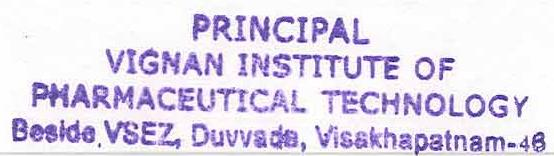 PRINCIPAL
VIGNAN INSTITUTE OF
PHARMACEUTICAL TECHNOLOGY
Beside, VSEZ, Duvvada, Visakhapatnam-46